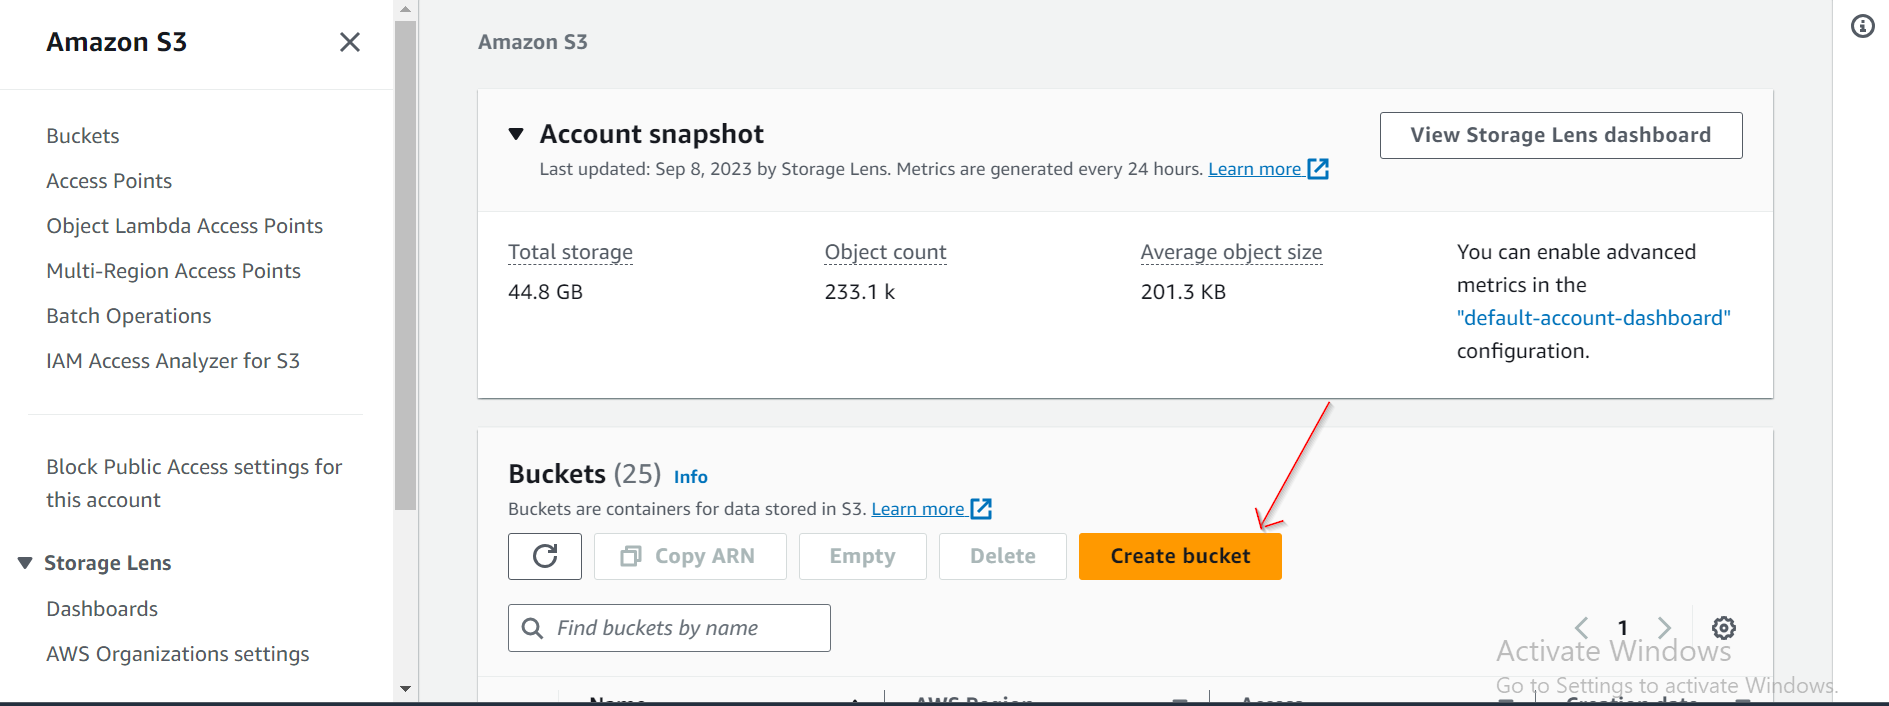 Amazon S3
Buckets
Access Points
Object Lambda Access Points
Multi-Region Access Points
Batch Operations
IAM Access Analyzer for S3
Block Public Access settings for
this account
Storage Lens
Dashboards
AWS Organizations settings
Amazon S3
Account snapshot
View Storage Lens dashboard
Last updated: Sep 8, 2023 by Storage Lens. Metrics are generated every 24 hours. Learn more
Total storage
44.8 GB
Object count
233.1 k
Average object size
201.3 KB
You can enable advanced
metrics in the
"default-account-dashboard"
configuration.
Buckets (25) Info
Buckets are containers for data stored in S3. Learn more
Copy ARN
Empty
Delete
Create bucket
Find buckets by name
1
Activate Windows
Go to Settings to activate Windows.
Name
AWS Region
Access
Creation date